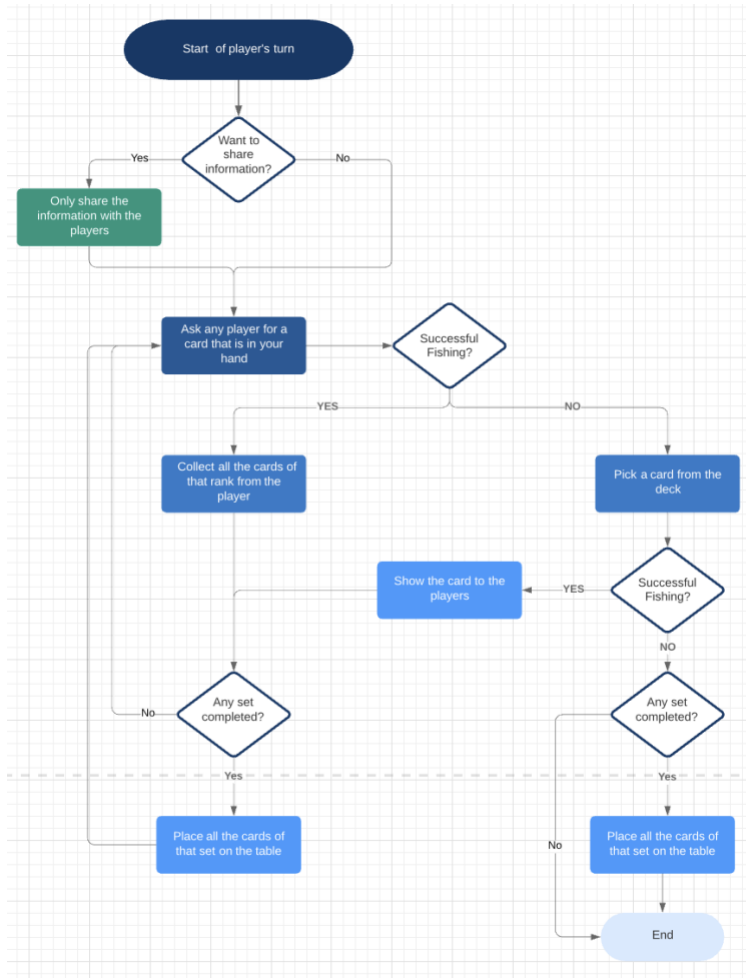 Start  of player's turn
Want to
share
information?
Yes
No
Only share the
information with the
players
Ask any player for a
card that is in your
hand
Successful
Fishing?
YES
NO
Collect all the cards of
that rank from the
player
Pick a card from the
deck
Show the card to the
players
YES
Successful
Fishing?
NO
Any set
completed?
No
Any set
completed?
Yes
Yes
Place all the cards of
that set on the table
No
Place all the cards of
that set on the table
End